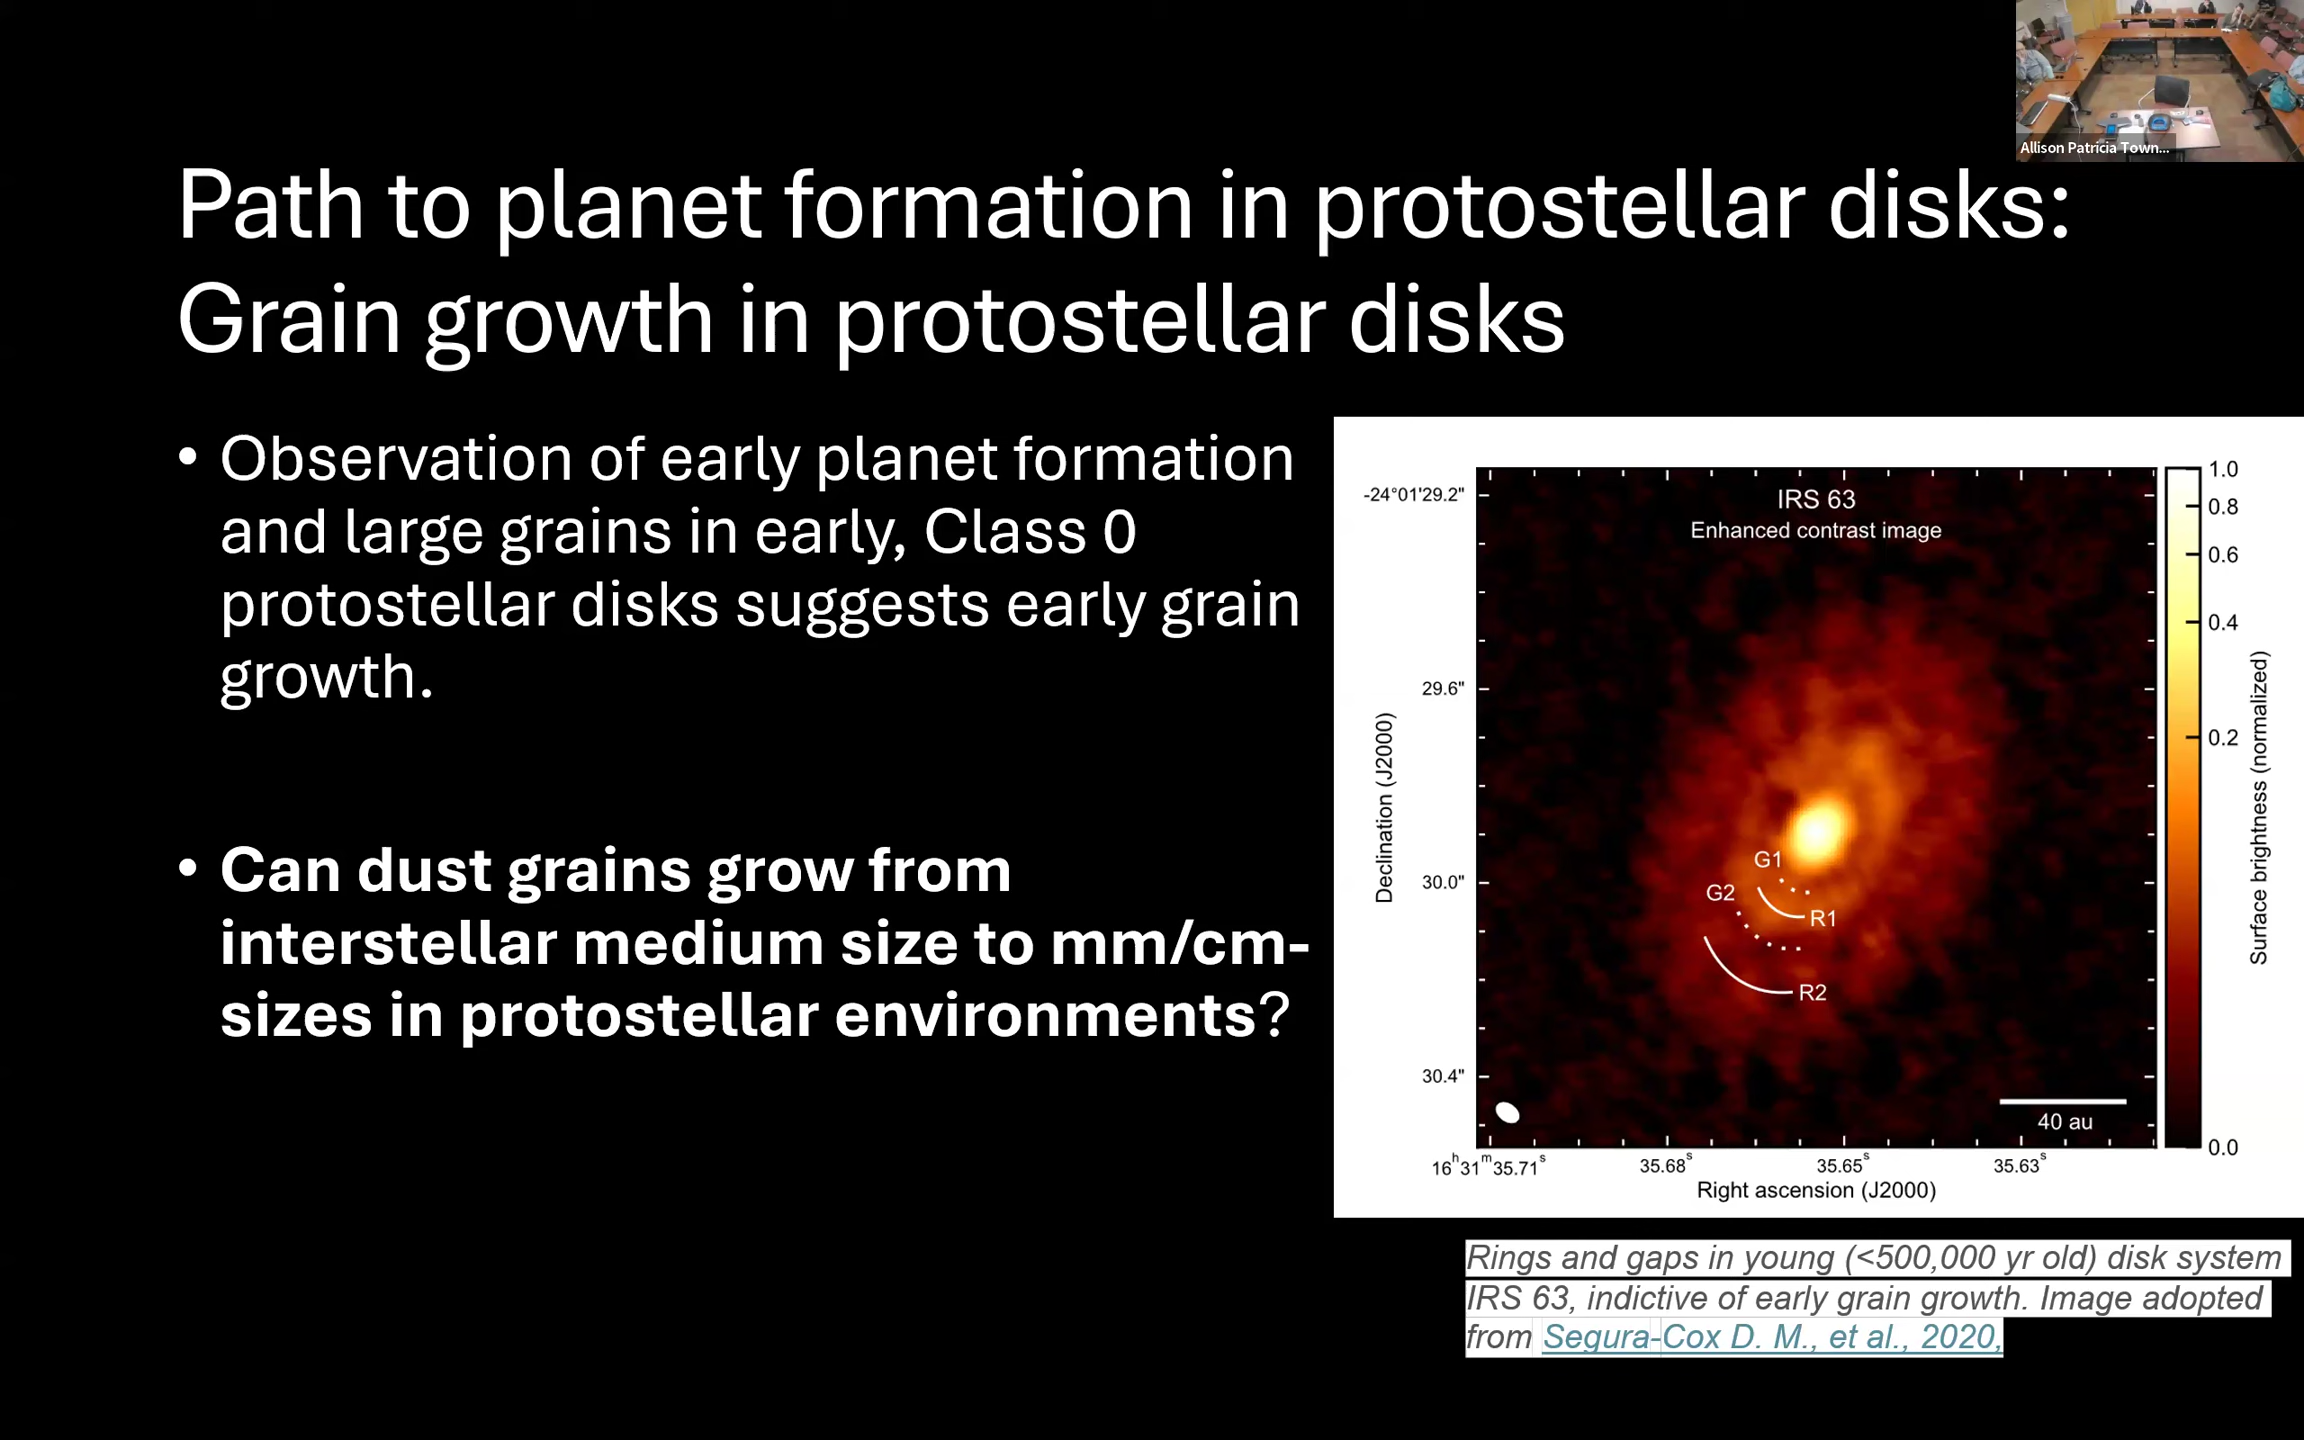 Allison Patricia Town...
Path to planet formation in protostellar disks:
Grain growth in protostellar disks
• Observation of early planet formation
and large grains in early, Class 0
protostellar disks suggests early grain
growth.
• Can dust grains grow from
interstellar medium size to mm/cm-
sizes in protostellar environments?
IRS 63
Enhanced contrast image
-24°01'29.2"
29.6"
30.0"
30.4"
Declination (J2000)
G1
G2
R1
R2
40 au
16h31m35.71s
35.68s
35.65s
35.63s
Right ascension (J2000)
1.0
0.8
0.6
0.4
0.2
0.0
Surface brightness (normalized)
Rings and gaps in young (<500,000 yr old) disk system
IRS 63, indictive of early grain growth. Image adopted
from Segura-Cox D. M., et al., 2020,